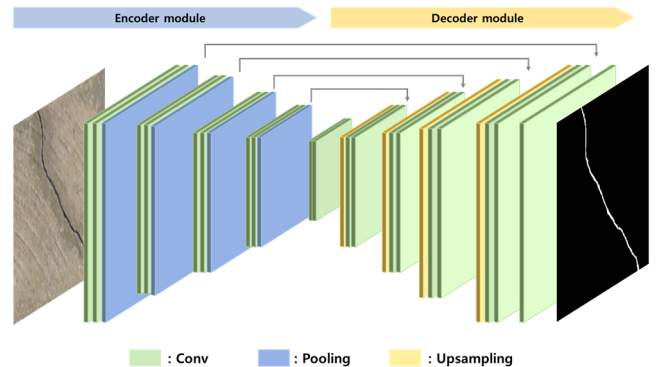 Encoder module
Decoder module
: Conv
: Pooling
: Upsampling